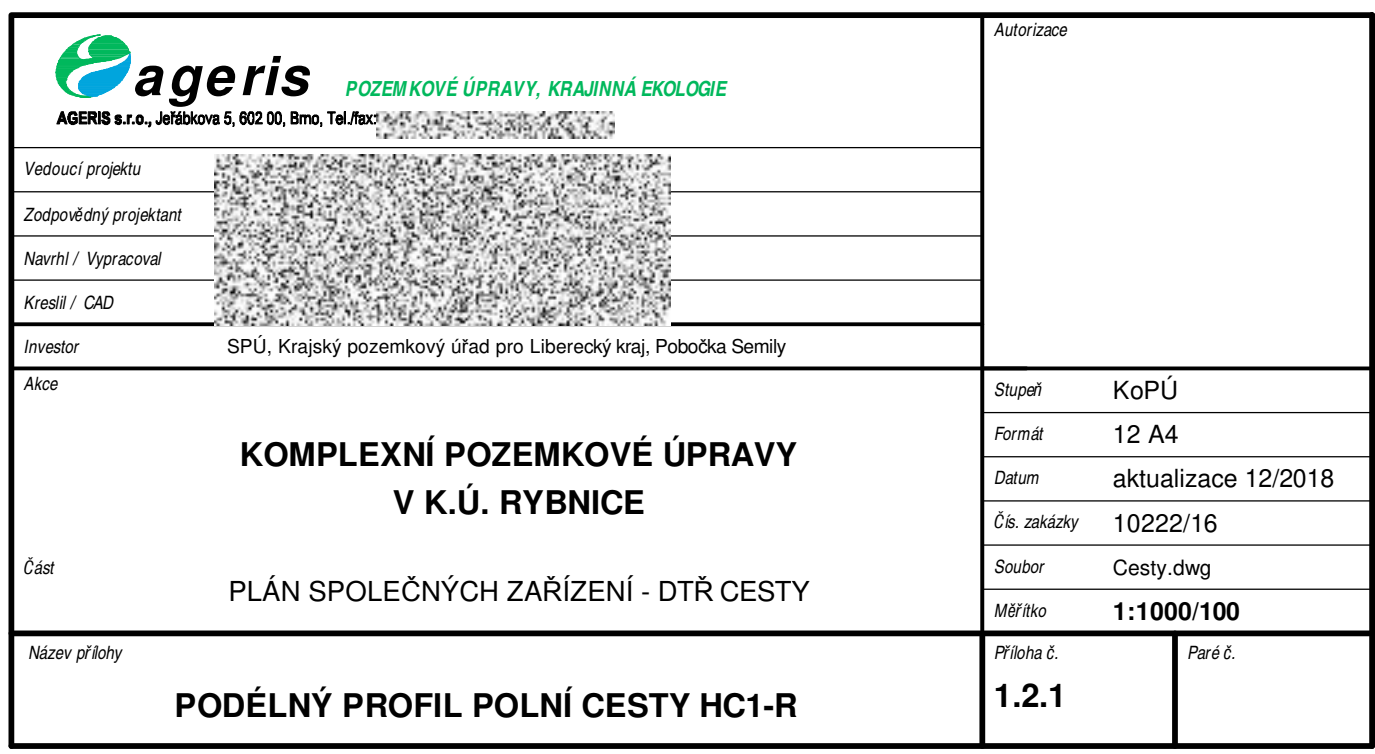 ageris POZEMKOVÉ ÚPRAVY, KRAJINNÁ EKOLOGIE
AGERIS s.r.o., Jeřábkova 5, 602 00, Brno, Tel./fax:
Autorizace
Vedoucí projektu
Zodpovědný projektant
Navrhl / Vypracoval
Kreslil / CAD
Investor SPÚ, Krajský pozemkový úřad pro Liberecký kraj, Pobočka Semily
Akce
KOMPLEXNÍ POZEMKOVÉ ÚPRAVY
V K.Ú. RYBNICE
Část
PLÁN SPOLEČNÝCH ZAŘÍZENÍ - DTŘ CESTY
Stupeň KoPÚ
Formát 12 A4
Datum aktualizace 12/2018
Čís. zakázky 10222/16
Soubor Cesty.dwg
Měřítko 1:1000/100
Název přílohy
PODÉLNÝ PROFIL POLNÍ CESTY HC1-R
Příloha č.
1.2.1
Paré č.